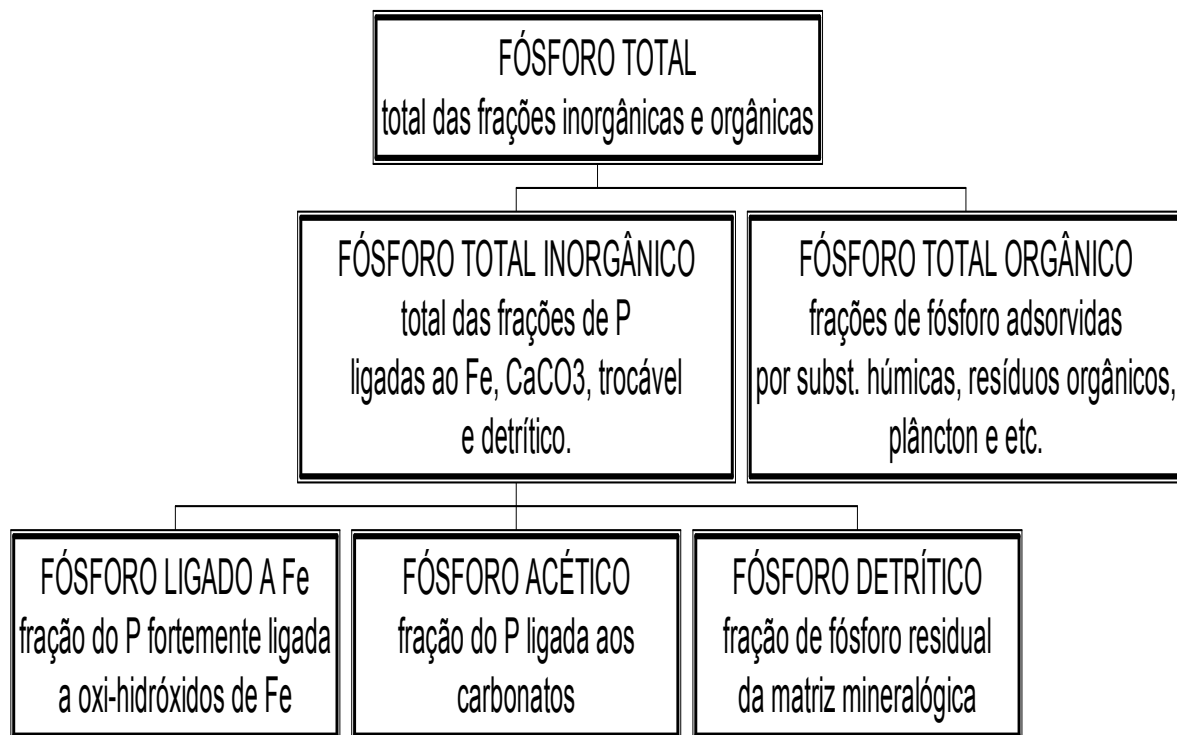 FÓSFORO TOTAL
total das frações inorgânicas e orgânicas
FÓSFORO TOTAL INORGÂNICO
total das frações de P
ligadas ao Fe, CaCO3, trocável
e detrítico.
FÓSFORO TOTAL ORGÂNICO
frações de fósforo adsorvidas
por subst. húmicas, resíduos orgânicos,
plâncton e etc.
FÓSFORO LIGADO A Fe
fração do P fortemente ligada
a oxi-hidróxidos de Fe
FÓSFORO ACÉTICO
fração do P ligada aos
carbonatos
FÓSFORO DETRÍTICO
fração de fósforo residual
da matriz mineralógica